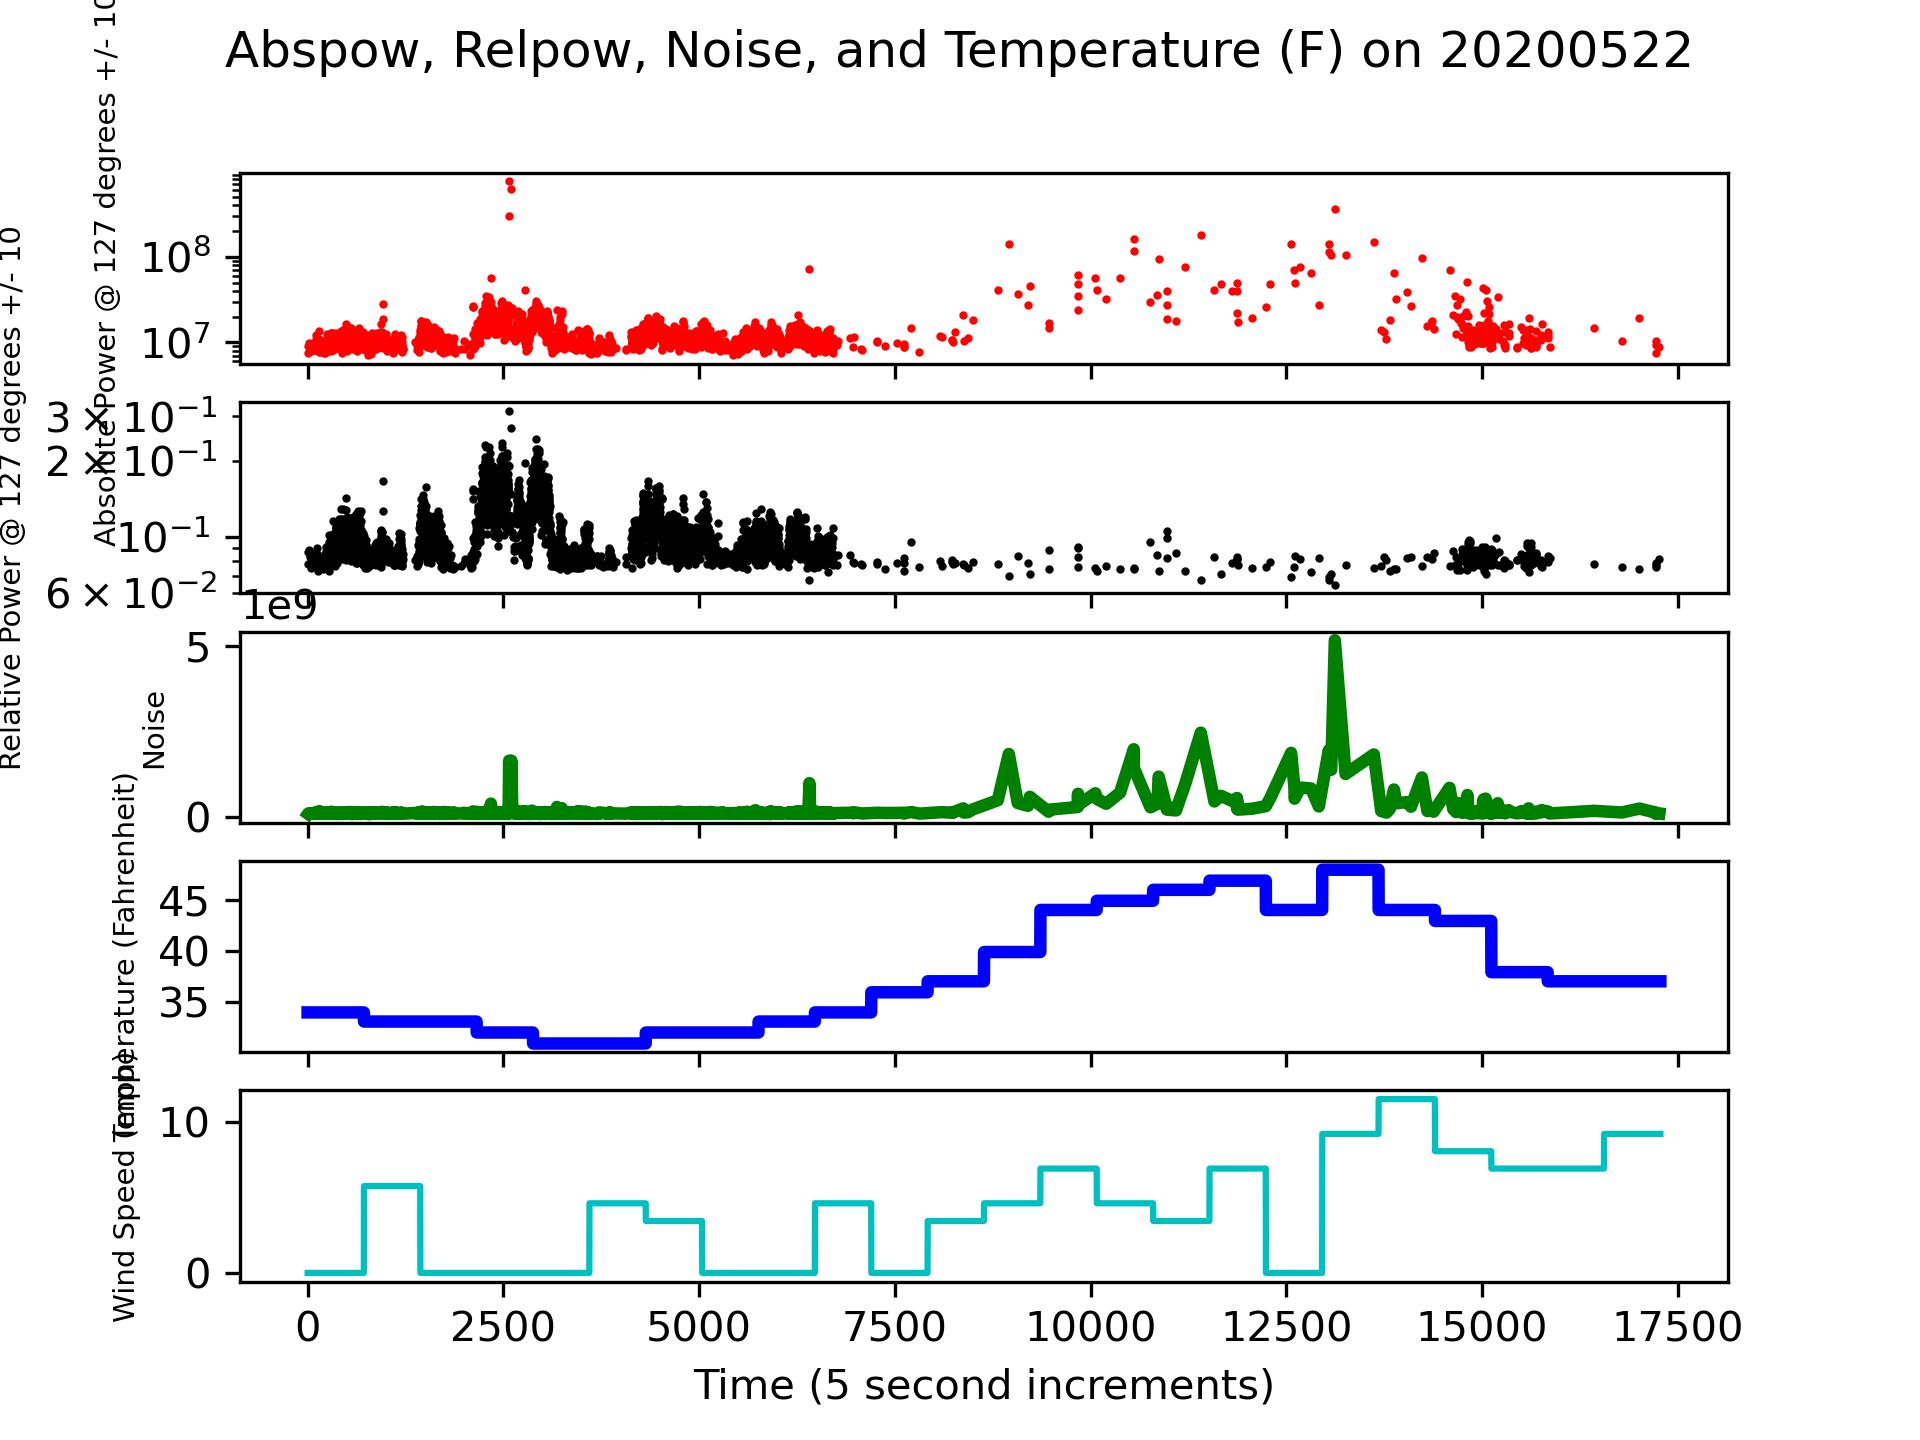 Abspow, Relpow, Noise, and Temperature (F) on 20200522
Absolute Power @ 127 degrees +/- 10
10^8
10^7
Relative Power @ 127 degrees +/- 10
3 × 10^−1
2 × 10^−1
10^−1
6 × 10^−2
1e9
Noise
5
0
Temperature (Fahrenheit)
45
40
35
Wind Speed (mph)
10
0
0 2500 5000 7500 10000 12500 15000 17500
Time (5 second increments)